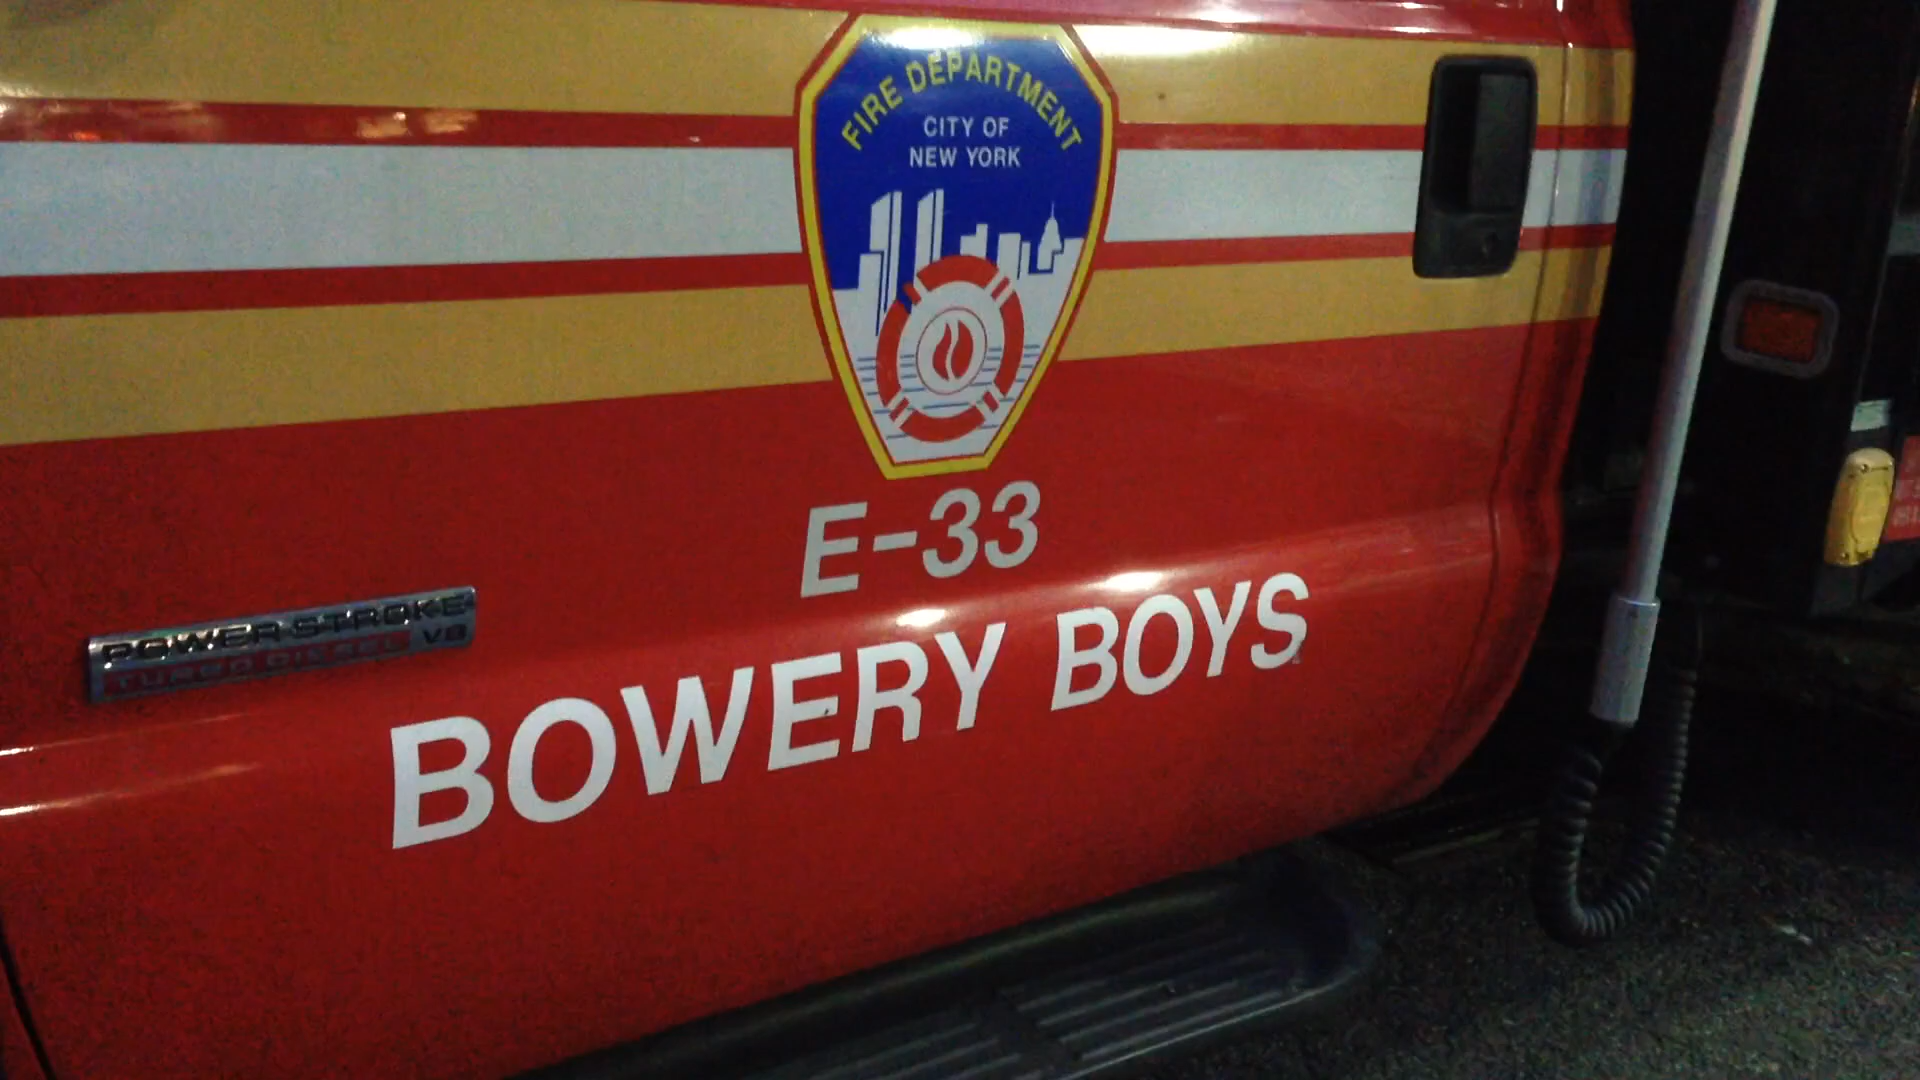 FIRE DEPARTMENT
CITY OF
NEW YORK
E-33
POWER STROKE
TURBO DIESEL V8
BOWERY BOYS